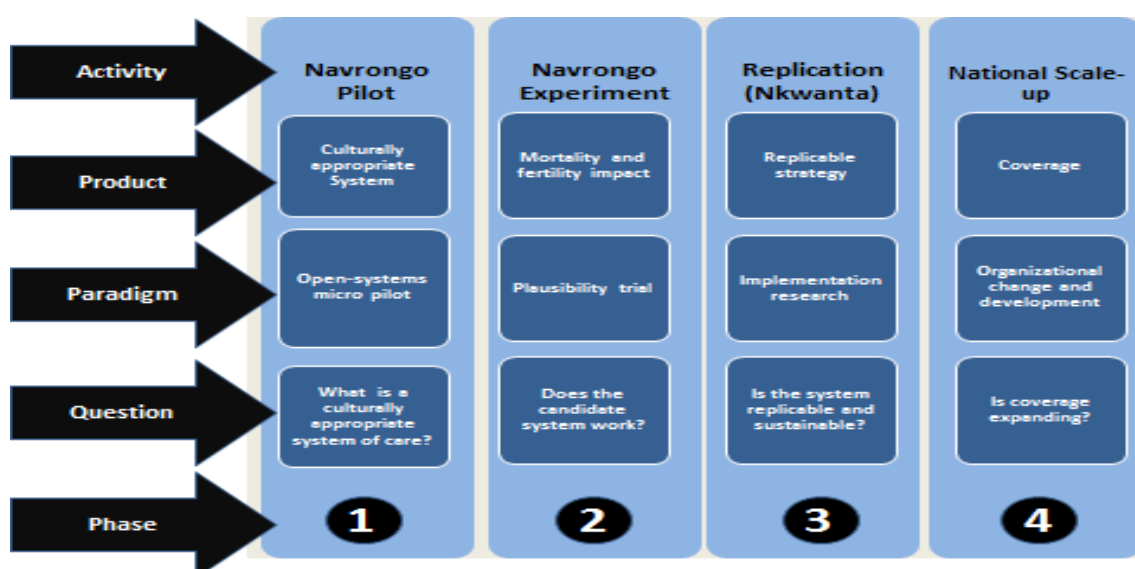 Activity
Navrongo
Pilot
Navrongo
Experiment
Replication
(Nkwanta)
National Scale-
up
Product
Culturally
appropriate
System
Mortality and
fertility impact
Replicable
strategy
Coverage
Paradigm
Open-systems
micro pilot
Plausibility trial
Implementation
research
Organizational
change and
development
Question
What is a
culturally
appropriate
system of care?
Does the
candidate
system work?
Is the system
replicable and
sustainable?
Is coverage
expanding?
Phase
1
2
3
4